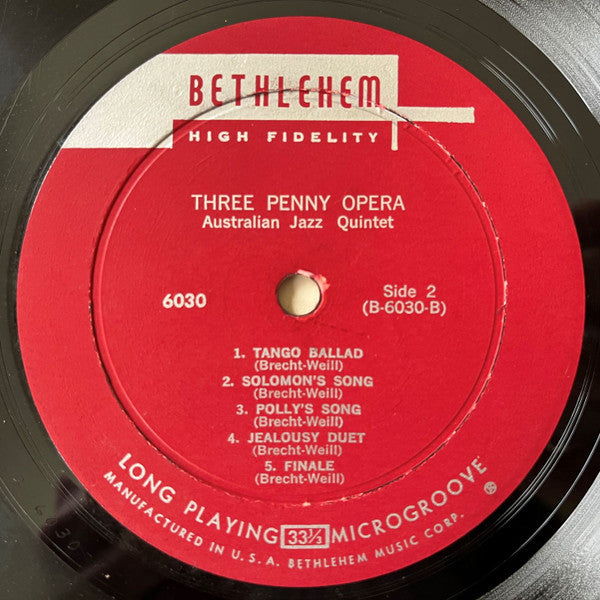 BETHLEHEM
HIGH FIDELITY
THREE PENNY OPERA
Australian Jazz Quintet
6030
Side 2
(B-6030-B)
1. TANGO BALLAD
(Brecht-Weill)
2. SOLOMON'S SONG
(Brecht-Weill)
3. POLLY'S SONG
(Brecht-Weill)
4. JEALOUSY DUET
(Brecht-Weill)
5. FINALE
(Brecht-Weill)
LONG PLAYING 33⅓ MICROGROOVE
MANUFACTURED IN U.S.A. BETHLEHEM MUSIC CORP.